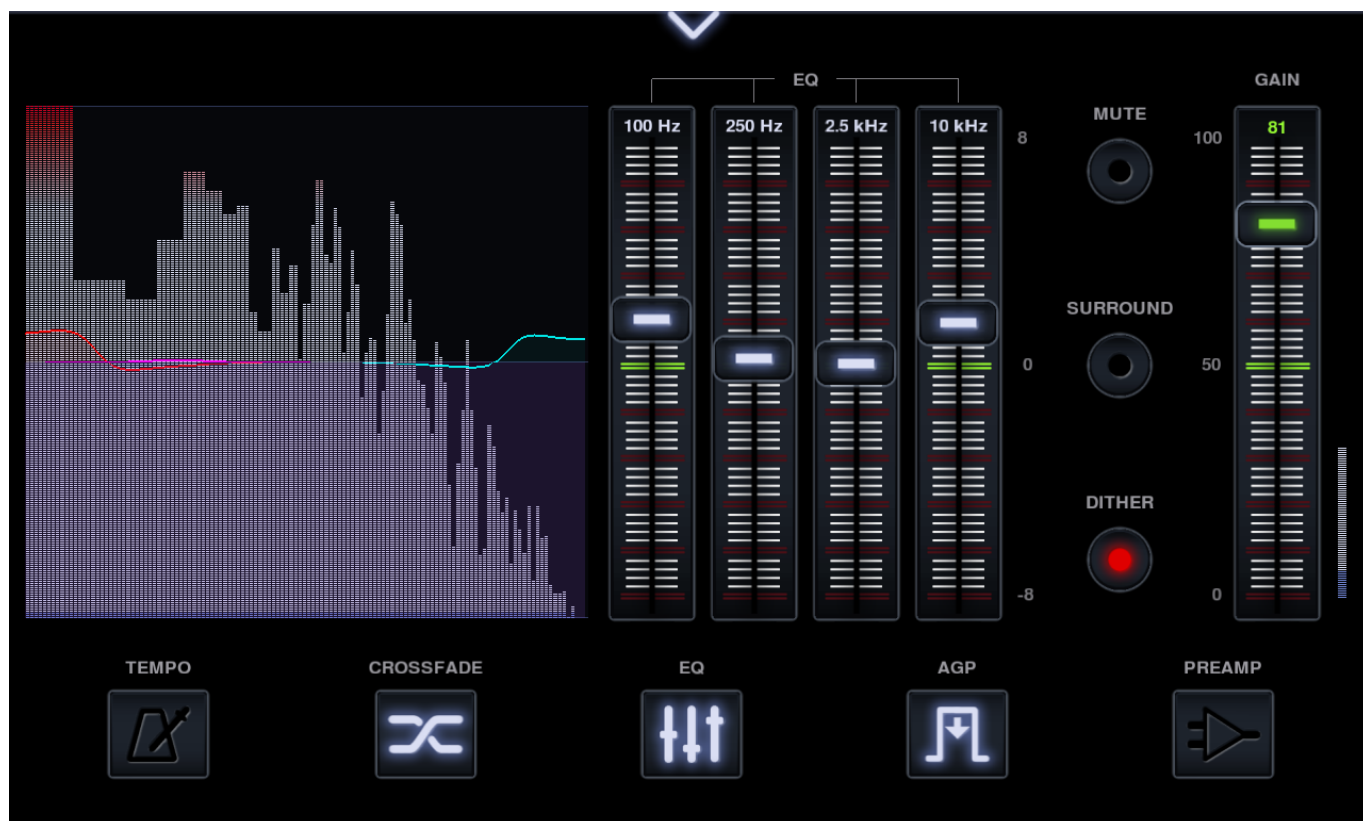 EQ
GAIN
100 Hz 250 Hz 2.5 kHz 10 kHz
8
MUTE
100
81
SURROUND
0
50
DITHER
-8
0
TEMPO CROSSFADE EQ AGP PREAMP